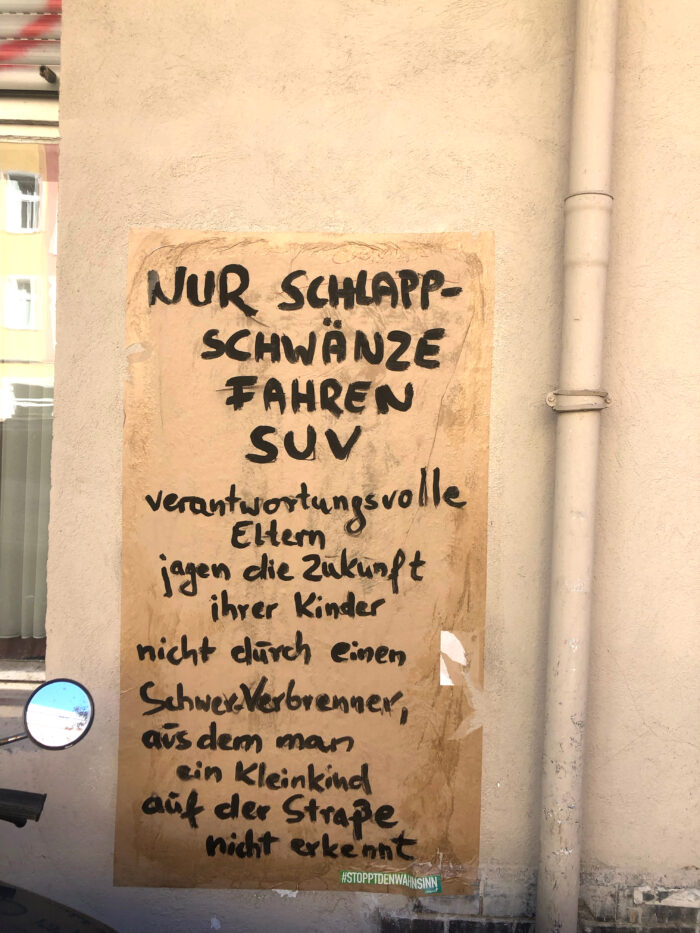 NUR SCHLAPP-
SCHWÄNZE
FAHREN
SUV
verantwortungsvolle
Eltern
jagen die Zukunft
ihrer Kinder
nicht durch einen
Schwer-Verbrenner,
aus dem man
ein Kleinkind
auf der Straße
nicht erkennt
#STOPPTDENWAHNSINN